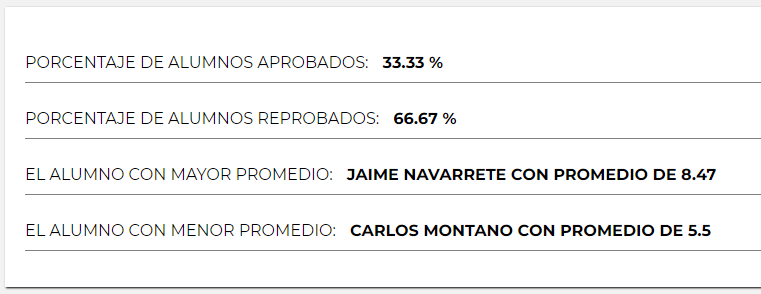 PORCENTAJE DE ALUMNOS APROBADOS: 33.33 %
PORCENTAJE DE ALUMNOS REPROBADOS: 66.67 %
EL ALUMNO CON MAYOR PROMEDIO: JAIME NAVARRETE CON PROMEDIO DE 8.47
EL ALUMNO CON MENOR PROMEDIO: CARLOS MONTANO CON PROMEDIO DE 5.5